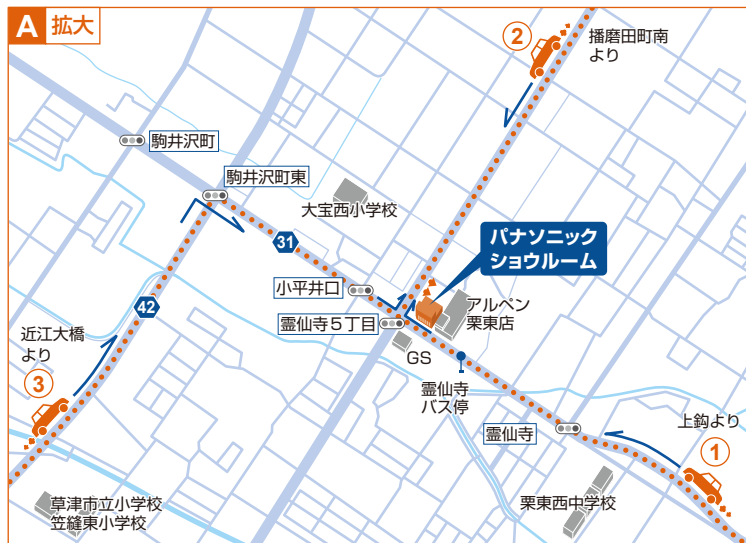 A 拡大
②
播磨田町南
より
駒井沢町
駒井沢町東
大宝西小学校
31
パナソニック
ショウルーム
小平井口
42
アルペン
栗東店
霊仙寺5丁目
近江大橋
より
③
GS
霊仙寺
バス停
霊仙寺
上鈎より
①
草津市立小学校
笠縫東小学校
栗東西中学校